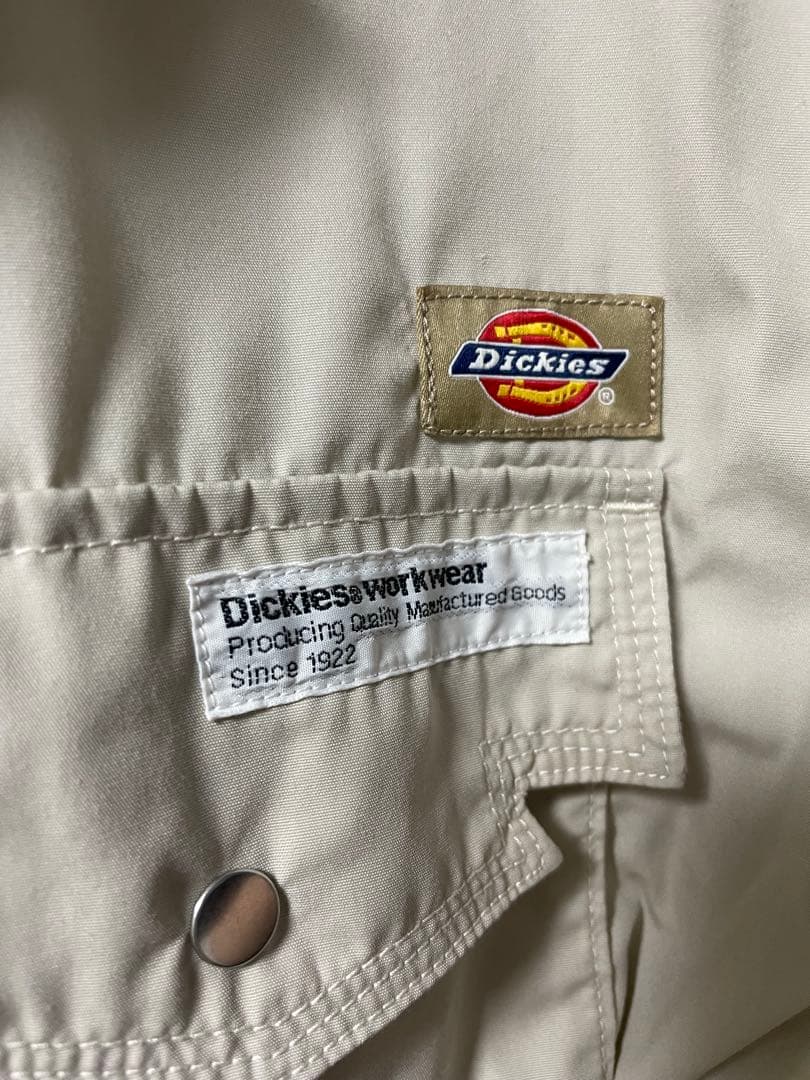 Dickies
®
Dickies®workwear
Producing Quality Manufactured Goods
Since 1922